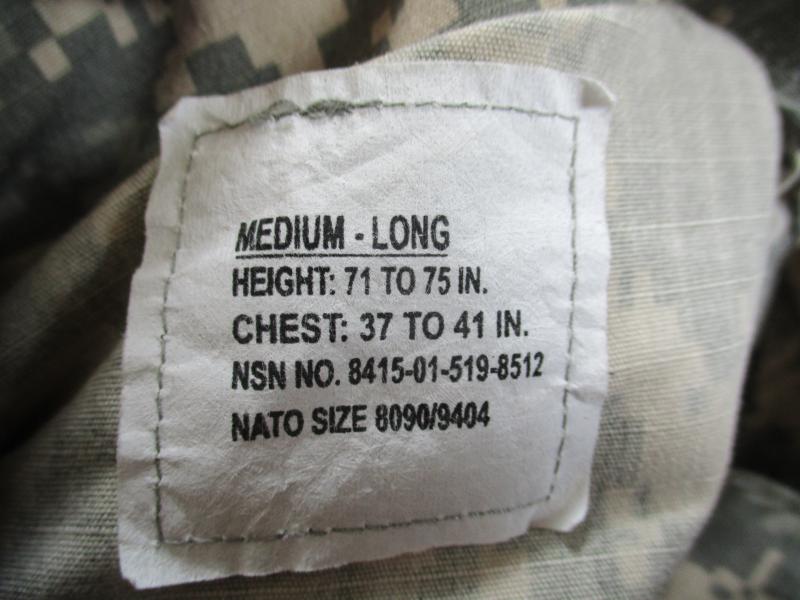 MEDIUM - LONG
HEIGHT: 71 TO 75 IN.
CHEST: 37 TO 41 IN.
NSN NO. 8415-01-519-8512
NATO SIZE 8090/9404